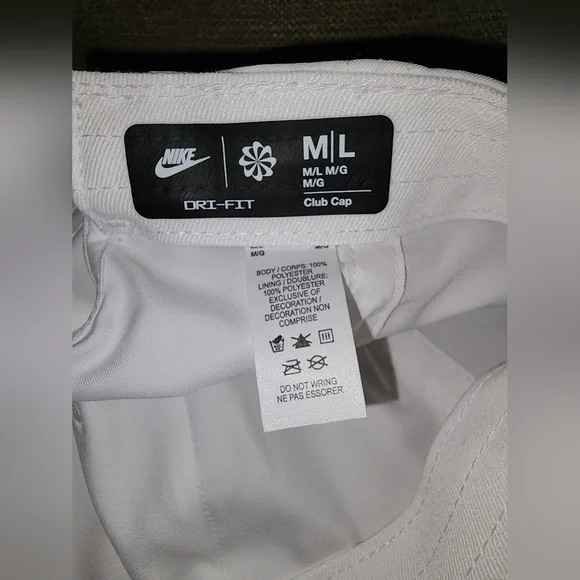 NIKE
DRI-FIT
M|L
M/L M/G
M/G
Club Cap
M/G M/G
BODY / CORPS: 100%
POLYESTER
LINING / DOUBLURE:
100% POLYESTER
EXCLUSIVE OF
DECORATION /
DECORATION NON
COMPRISE
DO NOT WRING
NE PAS ESSORER